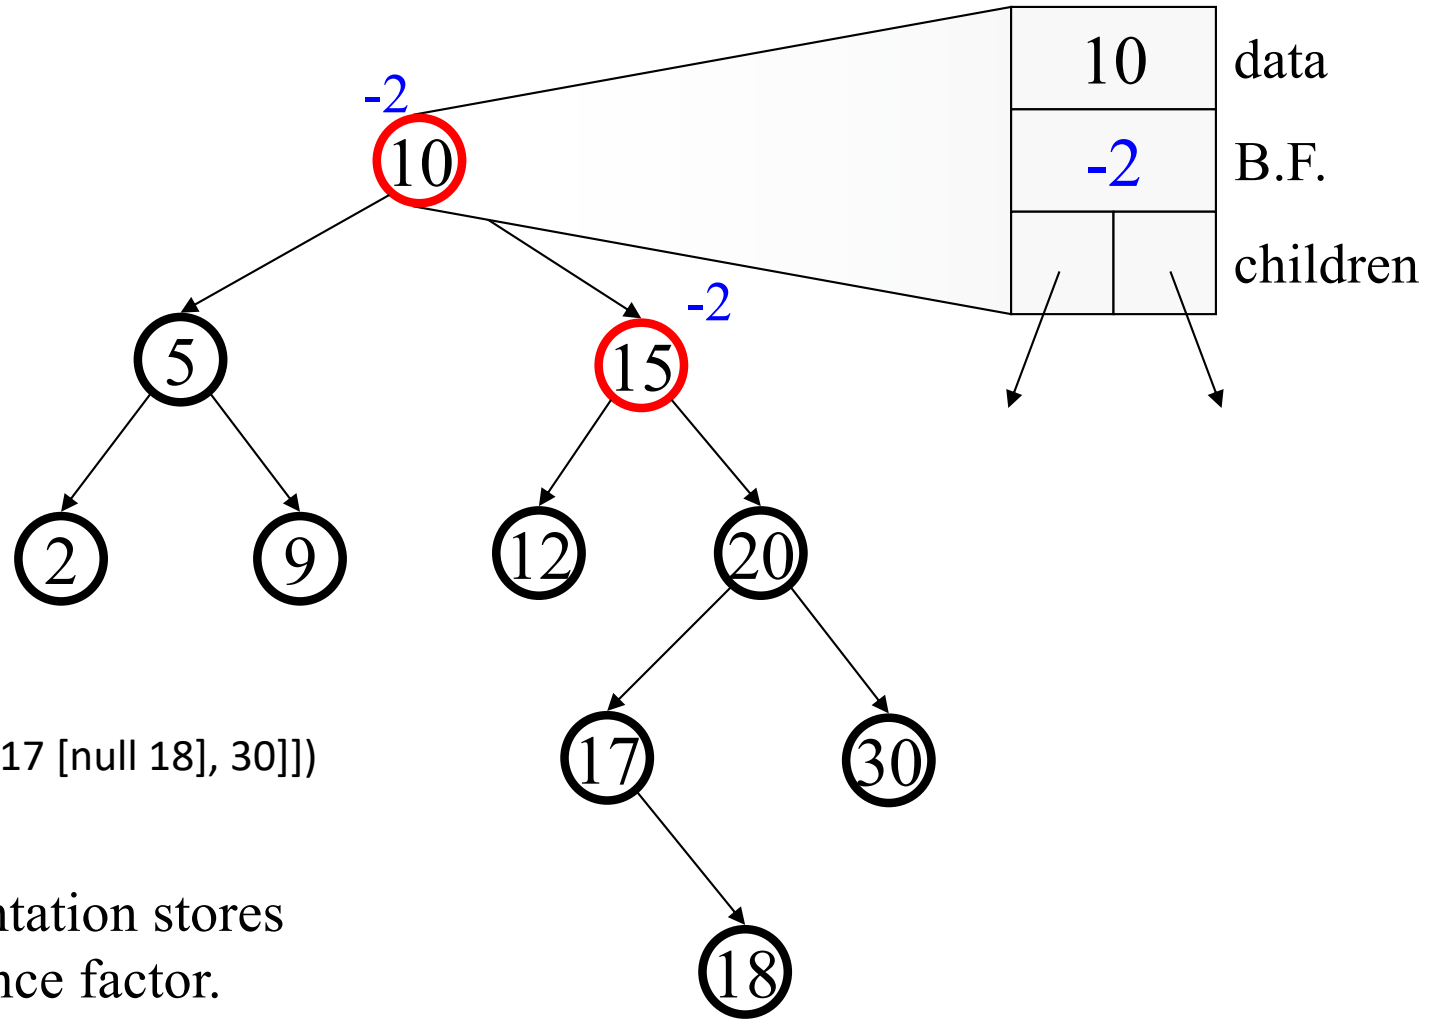 10 data
-2
-2 B.F.
10
children
-2
5 15
2 9 12 20
17 [null 18], 30]])
17 30
ntation stores
nce factor.
18